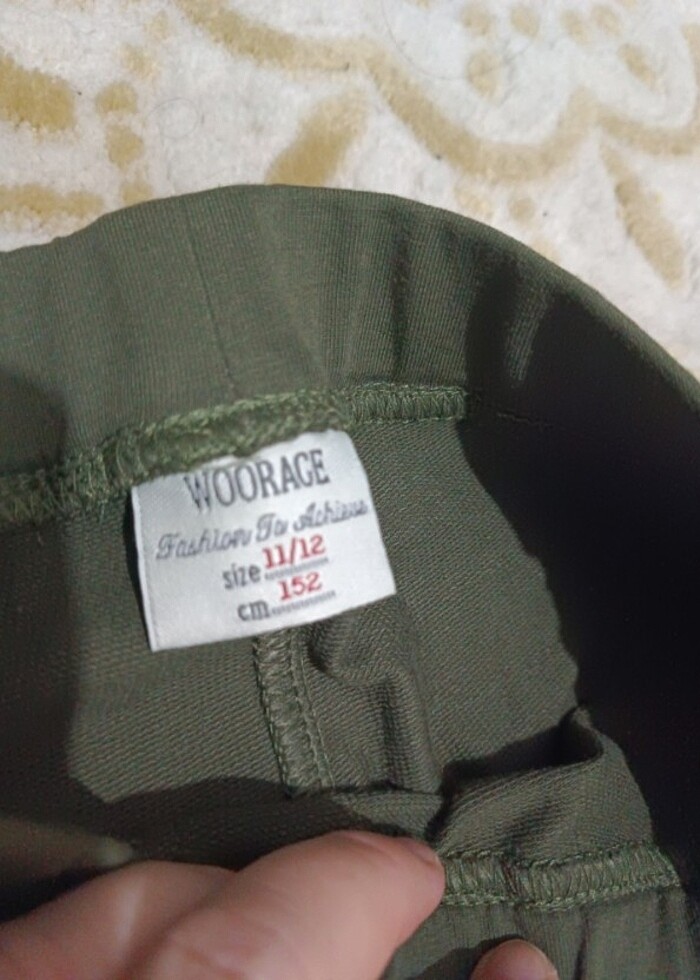 WOORAGE
Fashion To Achieve
size 11/12
cm 152